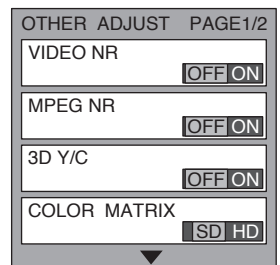 OTHER ADJUST PAGE1/2
VIDEO NR
OFF ON
MPEG NR
OFF ON
3D Y/C
OFF ON
COLOR MATRIX
SD HD